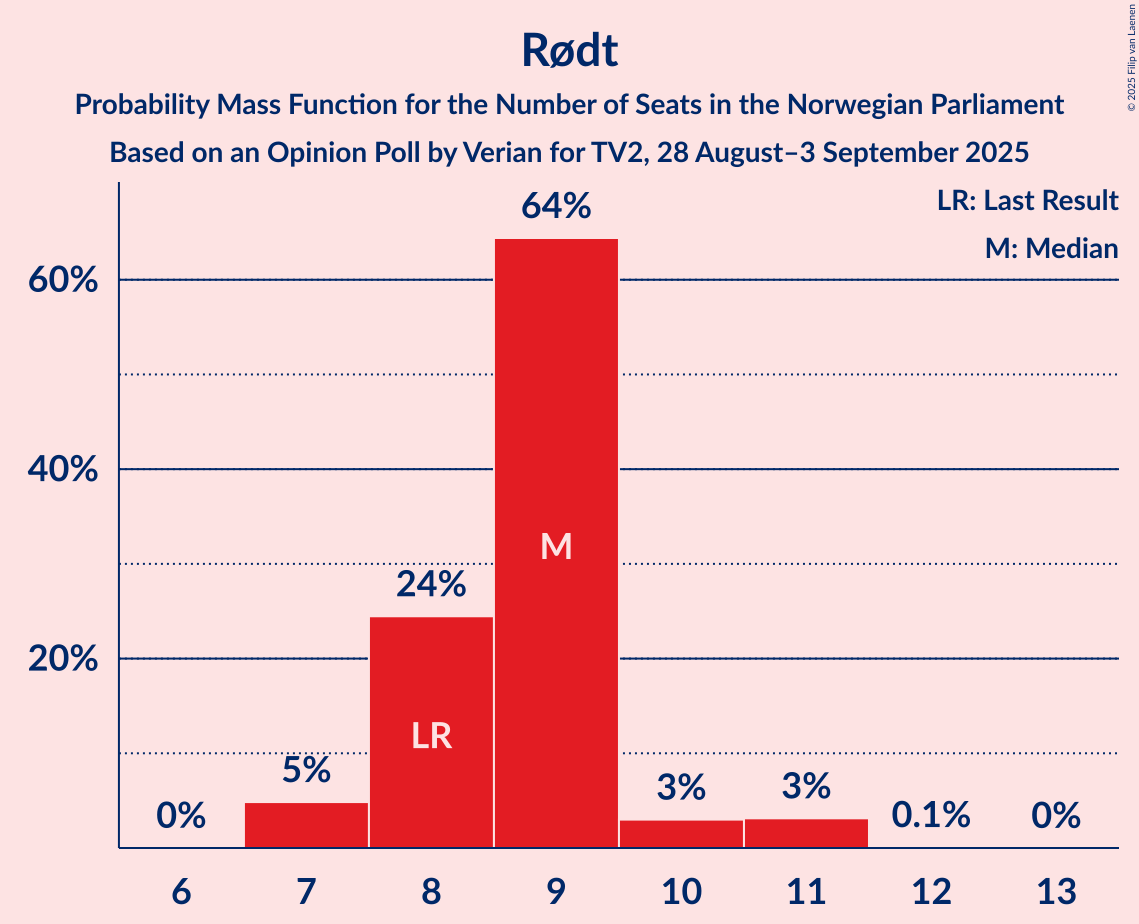 Rødt
Probability Mass Function for the Number of Seats in the Norwegian Parliament
Based on an Opinion Poll by Verian for TV2, 28 August–3 September 2025
© 2025 Filip van Laenen
LR: Last Result
M: Median
60%
40%
20%
0%
5%
24%
64%
3%
3%
0.1%
0%
LR
M
6 7 8 9 10 11 12 13